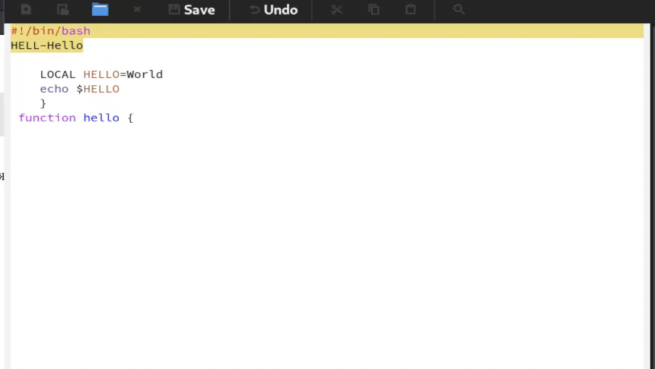 Save Undo
#!/bin/bash
HELL-Hello
LOCAL HELLO=World
echo $HELLO
}
function hello {